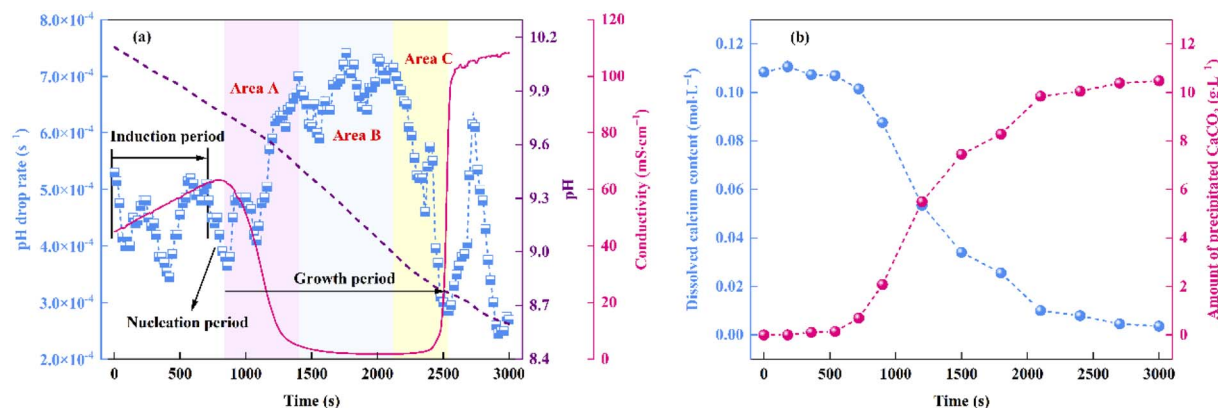 (a)
8.0×10⁻⁴
7.0×10⁻⁴
6.0×10⁻⁴
5.0×10⁻⁴
4.0×10⁻⁴
3.0×10⁻⁴
2.0×10⁻⁴
pH drop rate (s⁻¹)
Area A
Area B
Area C
Induction period
Nuelcation period
Growth period
0 500 1000 1500 2000 2500 3000
Time (s)
10.2
9.9
9.6
9.3
9.0
8.7
8.4
pH
120
100
80
60
40
20
0
Conductivity (mS·cm⁻¹)
(b)
0.12
0.10
0.08
0.06
0.04
0.02
0.00
Dissolved calcium content (mol·L⁻¹)
0 500 1000 1500 2000 2500 3000
Time (s)
12
10
8
6
4
2
0
Amount of precipitated CaCO₃ (g·L⁻¹)